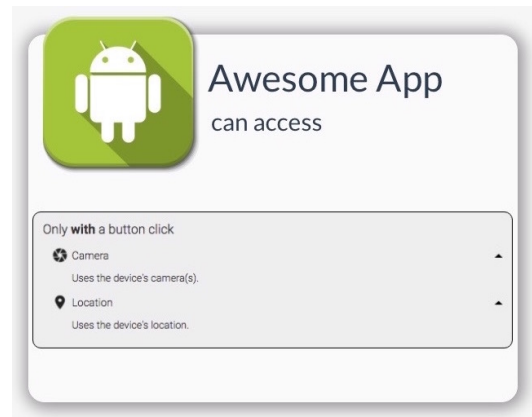 Awesome App
can access
Only with a button click
Camera
Uses the device's camera(s).
Location
Uses the device's location.